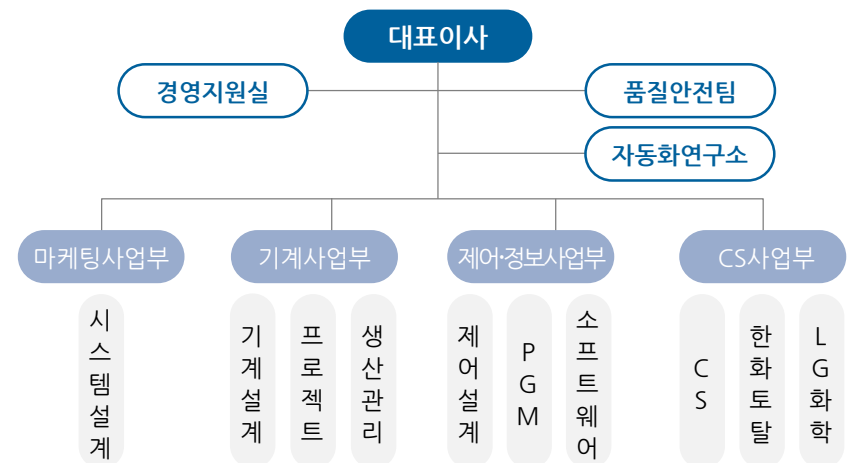 대표이사
경영지원실
품질안전팀
자동화연구소
마케팅사업부
기계사업부
제어·정보사업부
CS사업부
시스템설계
기계설계
프로젝트
생산관리
제어설계
PGM
소프트웨어
CS
한화토탈
LG화학